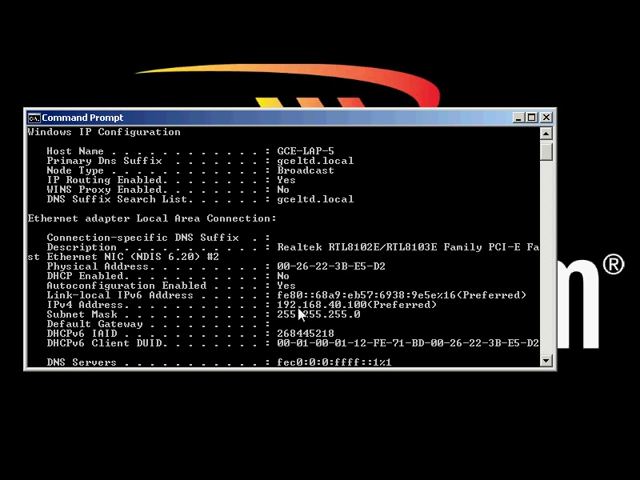 Command Prompt
Windows IP Configuration
Host Name . . . . . . . . . . . . : GCE-LAP-5
Primary Dns Suffix . . . . . . . : gceltd.local
Node Type . . . . . . . . . . . . : Broadcast
IP Routing Enabled. . . . . . . . : Yes
WINS Proxy Enabled. . . . . . . . : No
DNS Suffix Search List. . . . . . : gceltd.local
Ethernet adapter Local Area Connection:
Connection-specific DNS Suffix . :
Description . . . . . . . . . . . : Realtek RTL8102E/RTL8103E Family PCI-E Fa
st Ethernet NIC (NDIS 6.20) #2
Physical Address. . . . . . . . . : 00-26-22-3B-E5-D2
DHCP Enabled. . . . . . . . . . . : No
Autoconfiguration Enabled . . . . : Yes
Link-local IPv6 Address . . . . . : fe80::68a9:eb57:6938:9e5e%16(Preferred)
IPv4 Address. . . . . . . . . . . : 192.168.40.100(Preferred)
Subnet Mask . . . . . . . . . . . : 255.255.255.0
Default Gateway . . . . . . . . . :
DHCPv6 IAID . . . . . . . . . . . : 268445218
DHCPv6 Client DUID. . . . . . . . : 00-01-00-01-12-FE-71-BD-00-26-22-3B-E5-D2
DNS Servers . . . . . . . . . . . : fec0:0:0:ffff::1%1
m®